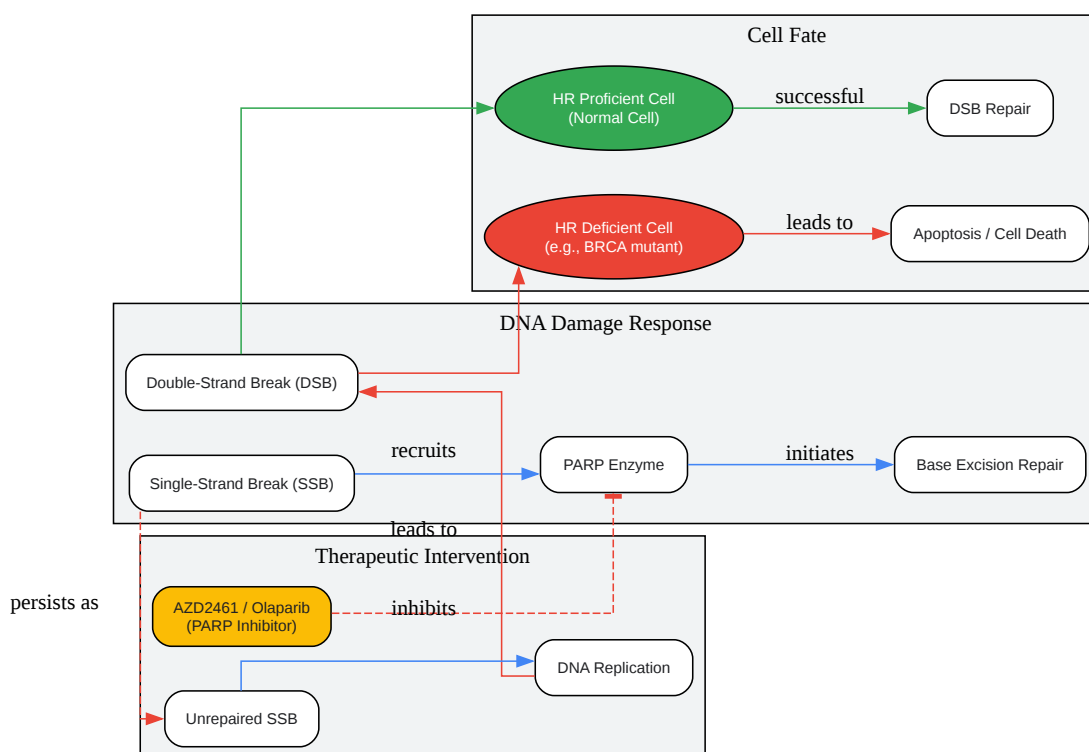 Cell Fate
HR Proficient Cell
(Normal Cell)
successful
DSB Repair
HR Deficient Cell
(e.g., BRCA mutant)
leads to
Apoptosis / Cell Death
DNA Damage Response
Double-Strand Break (DSB)
Single-Strand Break (SSB)
recruits
PARP Enzyme
initiates
Base Excision Repair
leads to
Therapeutic Intervention
persists as
AZD2461 / Olaparib
(PARP Inhibitor)
inhibits
DNA Replication
Unrepaired SSB